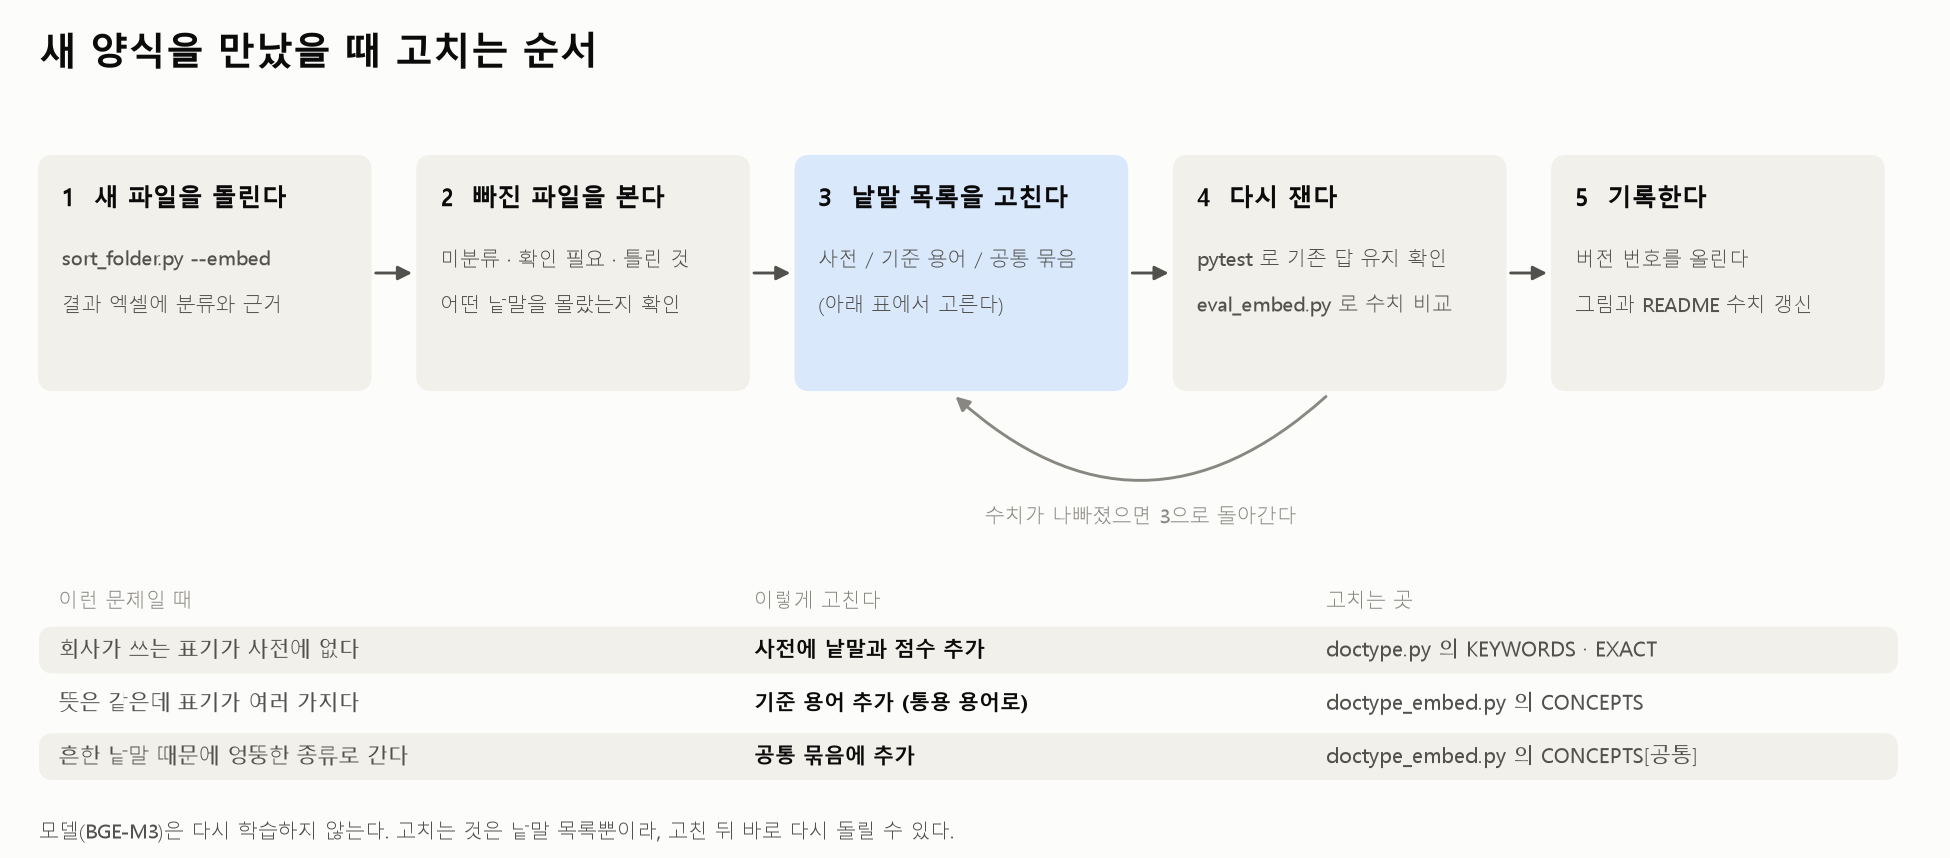 새 양식을 만났을 때 고치는 순서
1 새 파일을 돌린다
sort_folder.py --embed
결과 엑셀에 분류와 근거
2 빠진 파일을 본다
미분류 · 확인 필요 · 틀린 것
어떤 낱말을 몰랐는지 확인
3 낱말 목록을 고친다
사전 / 기준 용어 / 공통 묶음
(아래 표에서 고른다)
4 다시 잰다
pytest 로 기존 답 유지 확인
eval_embed.py 로 수치 비교
5 기록한다
버전 번호를 올린다
그림과 README 수치 갱신
수치가 나빠졌으면 3으로 돌아간다
이런 문제일 때 이렇게 고친다 고치는 곳
회사가 쓰는 표기가 사전에 없다 사전에 낱말과 점수 추가 doctype.py 의 KEYWORDS · EXACT
뜻은 같은데 표기가 여러 가지다 기준 용어 추가 (통용 용어로) doctype_embed.py 의 CONCEPTS
흔한 낱말 때문에 엉뚱한 종류로 간다 공통 묶음에 추가 doctype_embed.py 의 CONCEPTS[공통]
모델(BGE-M3)은 다시 학습하지 않는다. 고치는 것은 낱말 목록뿐이라, 고친 뒤 바로 다시 돌릴 수 있다.